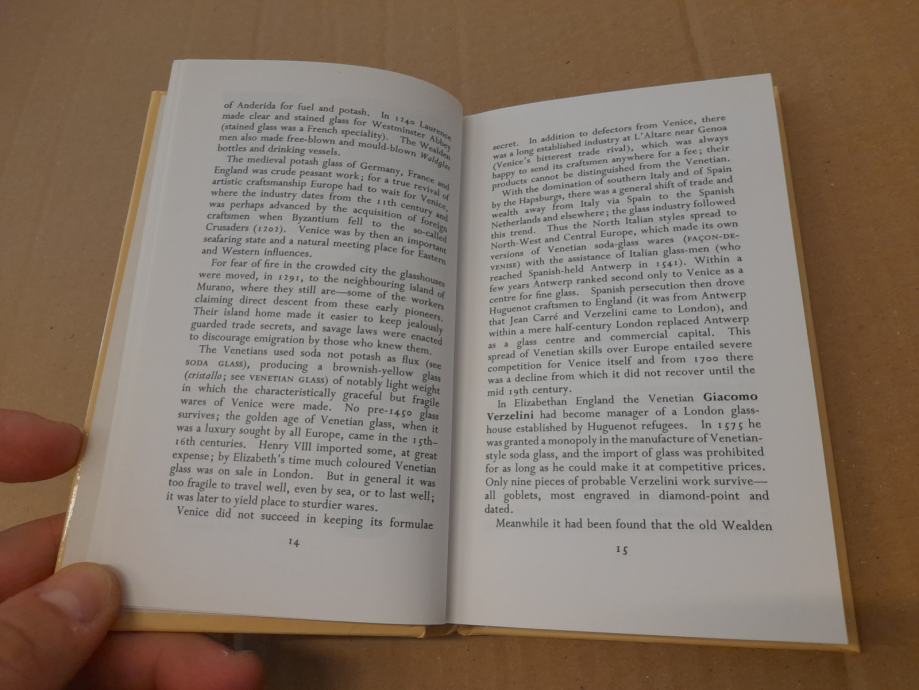 of Anderida for fuel and potash. In 1240 Laurence
made clear and stained glass for Westminster Abbey
(stained glass was a French speciality). The Wealden
men also made free-blown and mould-blown Waldglas
bottles and drinking vessels.
The medieval potash glass of Germany, France and
England was crude peasant work; for a true revival of
artistic craftsmanship Europe had to wait for Venice,
where the industry dates from the 11th century and
was perhaps advanced by the acquisition of foreign
craftsmen when Byzantium fell to the so-called
Crusaders (1202). Venice was by then an important
seafaring state and a natural meeting place for Eastern
and Western influences.
For fear of fire in the crowded city the glasshouses
were moved, in 1291, to the neighbouring island of
Murano, where they still are—some of the workers
claiming direct descent from these early pioneers.
Their island home made it easier to keep jealously
guarded trade secrets, and savage laws were enacted
to discourage emigration by those who knew them.
The Venetians used soda not potash as flux (see
SODA GLASS), producing a brownish-yellow glass
(cristallo; see VENETIAN GLASS) of notably light weight
in which the characteristically graceful but fragile
wares of Venice were made. No pre-1450 glass
survives; the golden age of Venetian glass, when it
was a luxury sought by all Europe, came in the 15th–
16th centuries. Henry VIII imported some, at great
expense; by Elizabeth's time much coloured Venetian
glass was on sale in London. But in general it was
too fragile to travel well, even by sea, or to last well;
it was later to yield place to sturdier wares.
Venice did not succeed in keeping its formulae
14
secret. In addition to defectors from Venice, there
was a long established industry at L'Altare near Genoa
(Venice's bitterest trade rival), which was always
happy to send its craftsmen anywhere for a fee; their
products cannot be distinguished from the Venetian.
With the domination of southern Italy and of Spain
by the Hapsburgs, there was a general shift of trade and
wealth away from Italy via Spain to the Spanish
Netherlands and elsewhere; the glass industry followed
this trend. Thus the North Italian styles spread to
North-West and Central Europe, which made its own
versions of Venetian soda-glass wares (FAÇON-DE-
VENISE) with the assistance of Italian glass-men (who
reached Spanish-held Antwerp in 1541). Within a
few years Antwerp ranked second only to Venice as a
centre for fine glass. Spanish persecution then drove
Huguenot craftsmen to England (it was from Antwerp
that Jean Carré and Verzelini came to London), and
within a mere half-century London replaced Antwerp
as a glass centre and commercial capital. This
spread of Venetian skills over Europe entailed severe
competition for Venice itself and from 1700 there
was a decline from which it did not recover until the
mid 19th century.
In Elizabethan England the Venetian Giacomo
Verzelini had become manager of a London glass-
house established by Huguenot refugees. In 1575 he
was granted a monopoly in the manufacture of Venetian-
style soda glass, and the import of glass was prohibited
for as long as he could make it at competitive prices.
Only nine pieces of probable Verzelini work survive—
all goblets, most engraved in diamond-point and
dated.
Meanwhile it had been found that the old Wealden
15